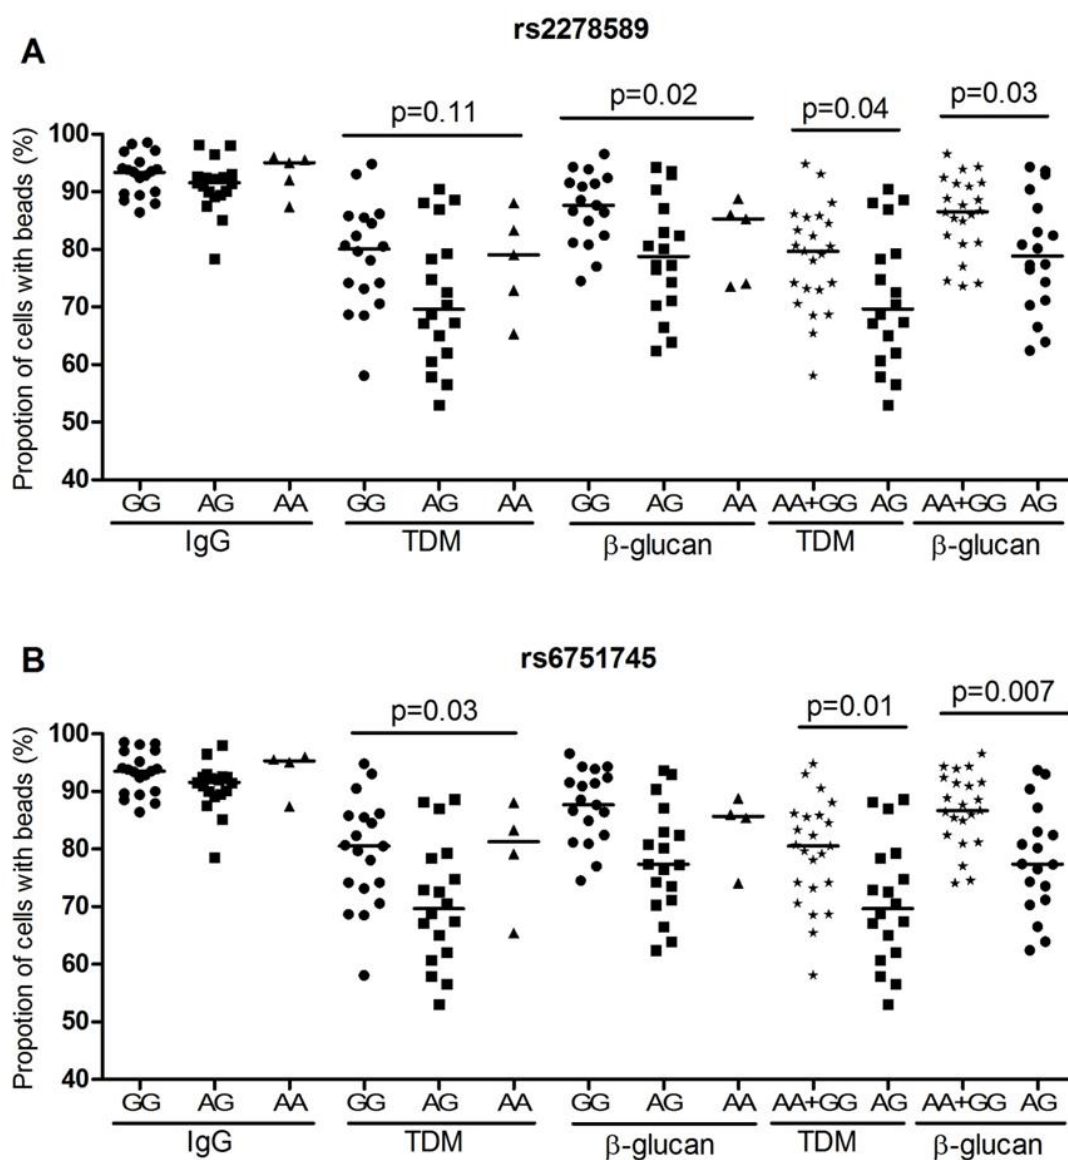 A
rs2278589
p=0.11
p=0.02
p=0.04
p=0.03
Propotion of cells with beads (%)
100
90
80
70
60
50
40
GG AG AA GG AG AA GG AG AA AA+GG AG AA+GG AG
IgG TDM β-glucan TDM β-glucan
B
rs6751745
p=0.03
p=0.01
p=0.007
Propotion of cells with beads (%)
100
90
80
70
60
50
40
GG AG AA GG AG AA GG AG AA AA+GG AG AA+GG AG
IgG TDM β-glucan TDM β-glucan